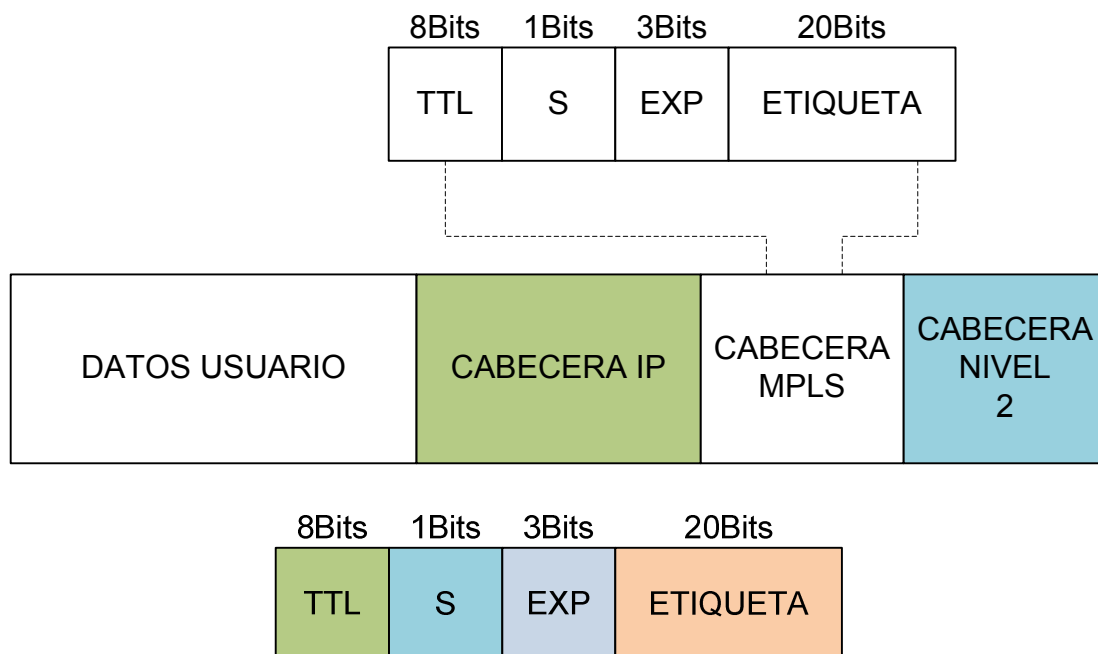 8Bits 1Bits 3Bits 20Bits
TTL S EXP ETIQUETA
DATOS USUARIO
CABECERA IP
CABECERA
MPLS
CABECERA
NIVEL
2
8Bits 1Bits 3Bits 20Bits
TTL S EXP ETIQUETA